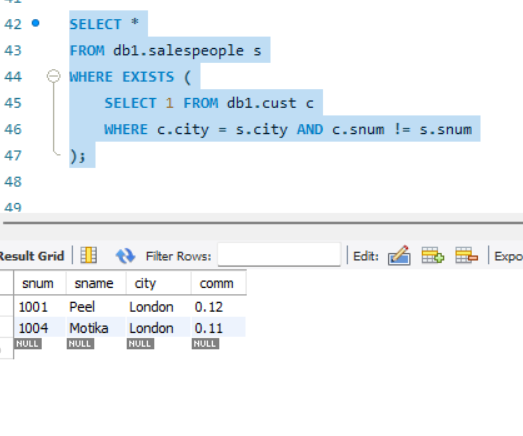 41
42 SELECT *
43 FROM db1.salespeople s
44 WHERE EXISTS (
45 SELECT 1 FROM db1.cust c
46 WHERE c.city = s.city AND c.snum != s.snum
47 );
48
49
Result Grid Filter Rows: Edit: Expo
snum sname city comm
1001 Peel London 0.12
1004 Motika London 0.11
NULL NULL NULL NULL